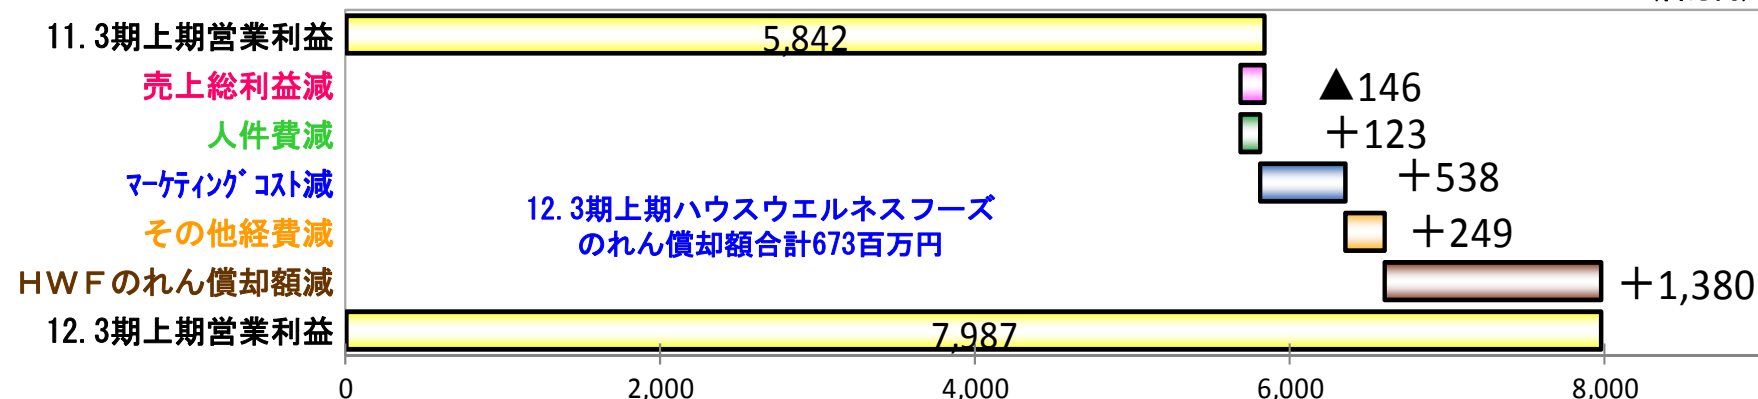 11.3期上期営業利益
5,842
売上総利益減
▲146
人件費減
＋123
ﾏｰｹﾃｨﾝｸﾞｺｽﾄ減
＋538
12.3期上期ハウスウエルネスフーズ
のれん償却額合計673百万円
その他経費減
＋249
ＨＷＦのれん償却額減
＋1,380
12.3期上期営業利益
7,987
0
2,000
4,000
6,000
8,000